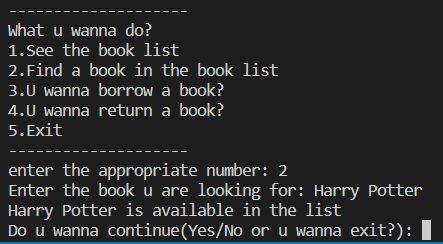 --------------------
What u wanna do?
1.See the book list
2.Find a book in the book list
3.U wanna borrow a book?
4.U wanna return a book?
5.Exit
--------------------
enter the appropriate number: 2
Enter the book u are looking for: Harry Potter
Harry Potter is available in the list
Do u wanna continue(Yes/No or u wanna exit?):